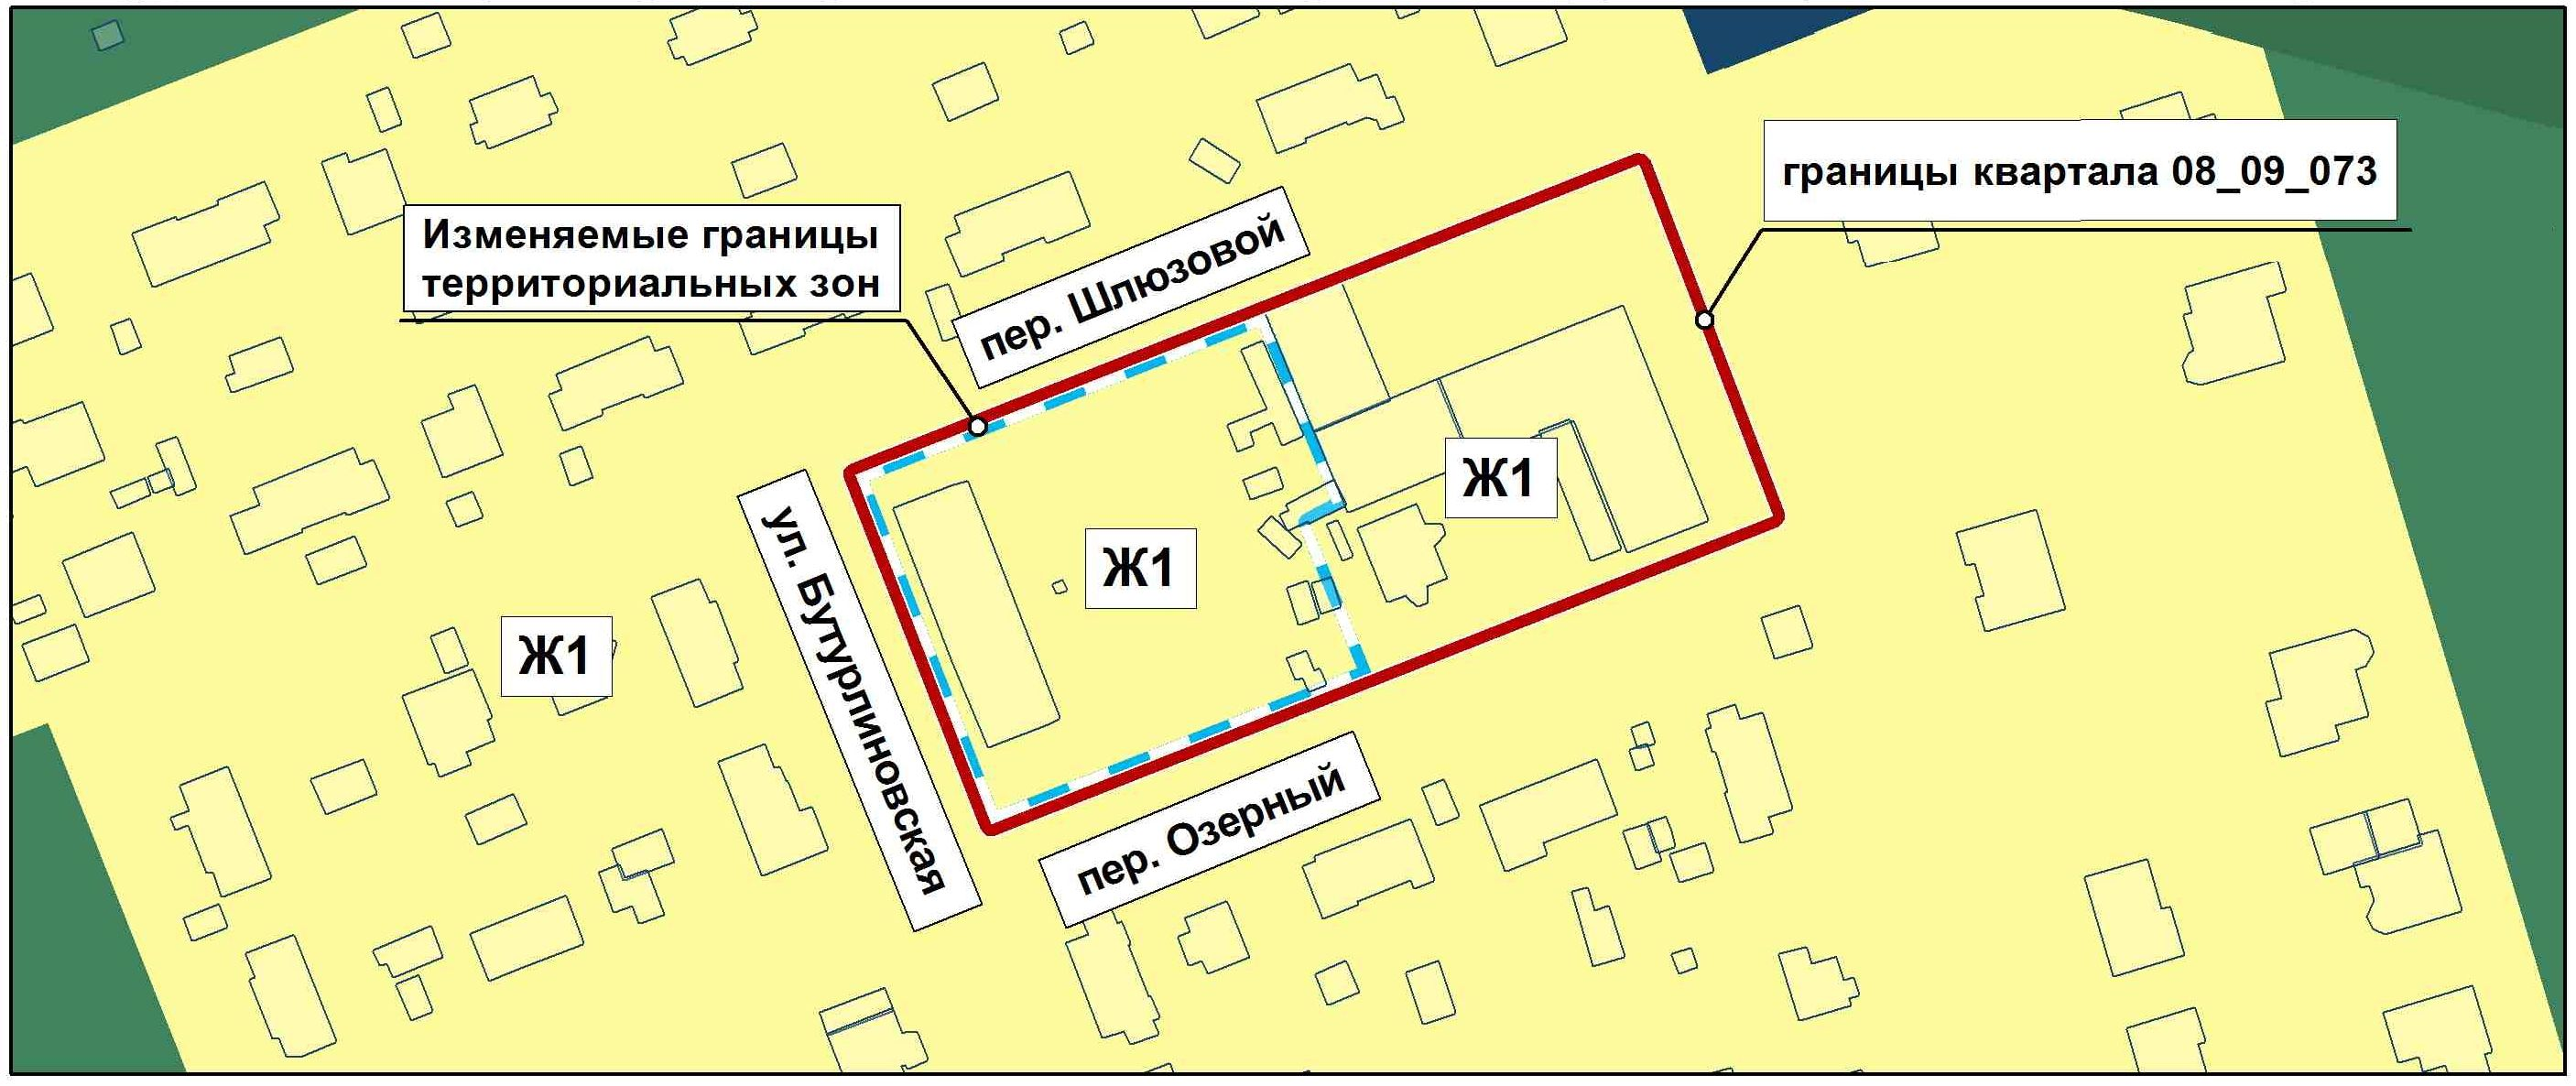 границы квартала 08_09_073
Изменяемые границы
территориальных зон
пер. Шлюзовой
Ж1
Ж1
Ж1
ул. Бутурлиновская
пер. Озерный